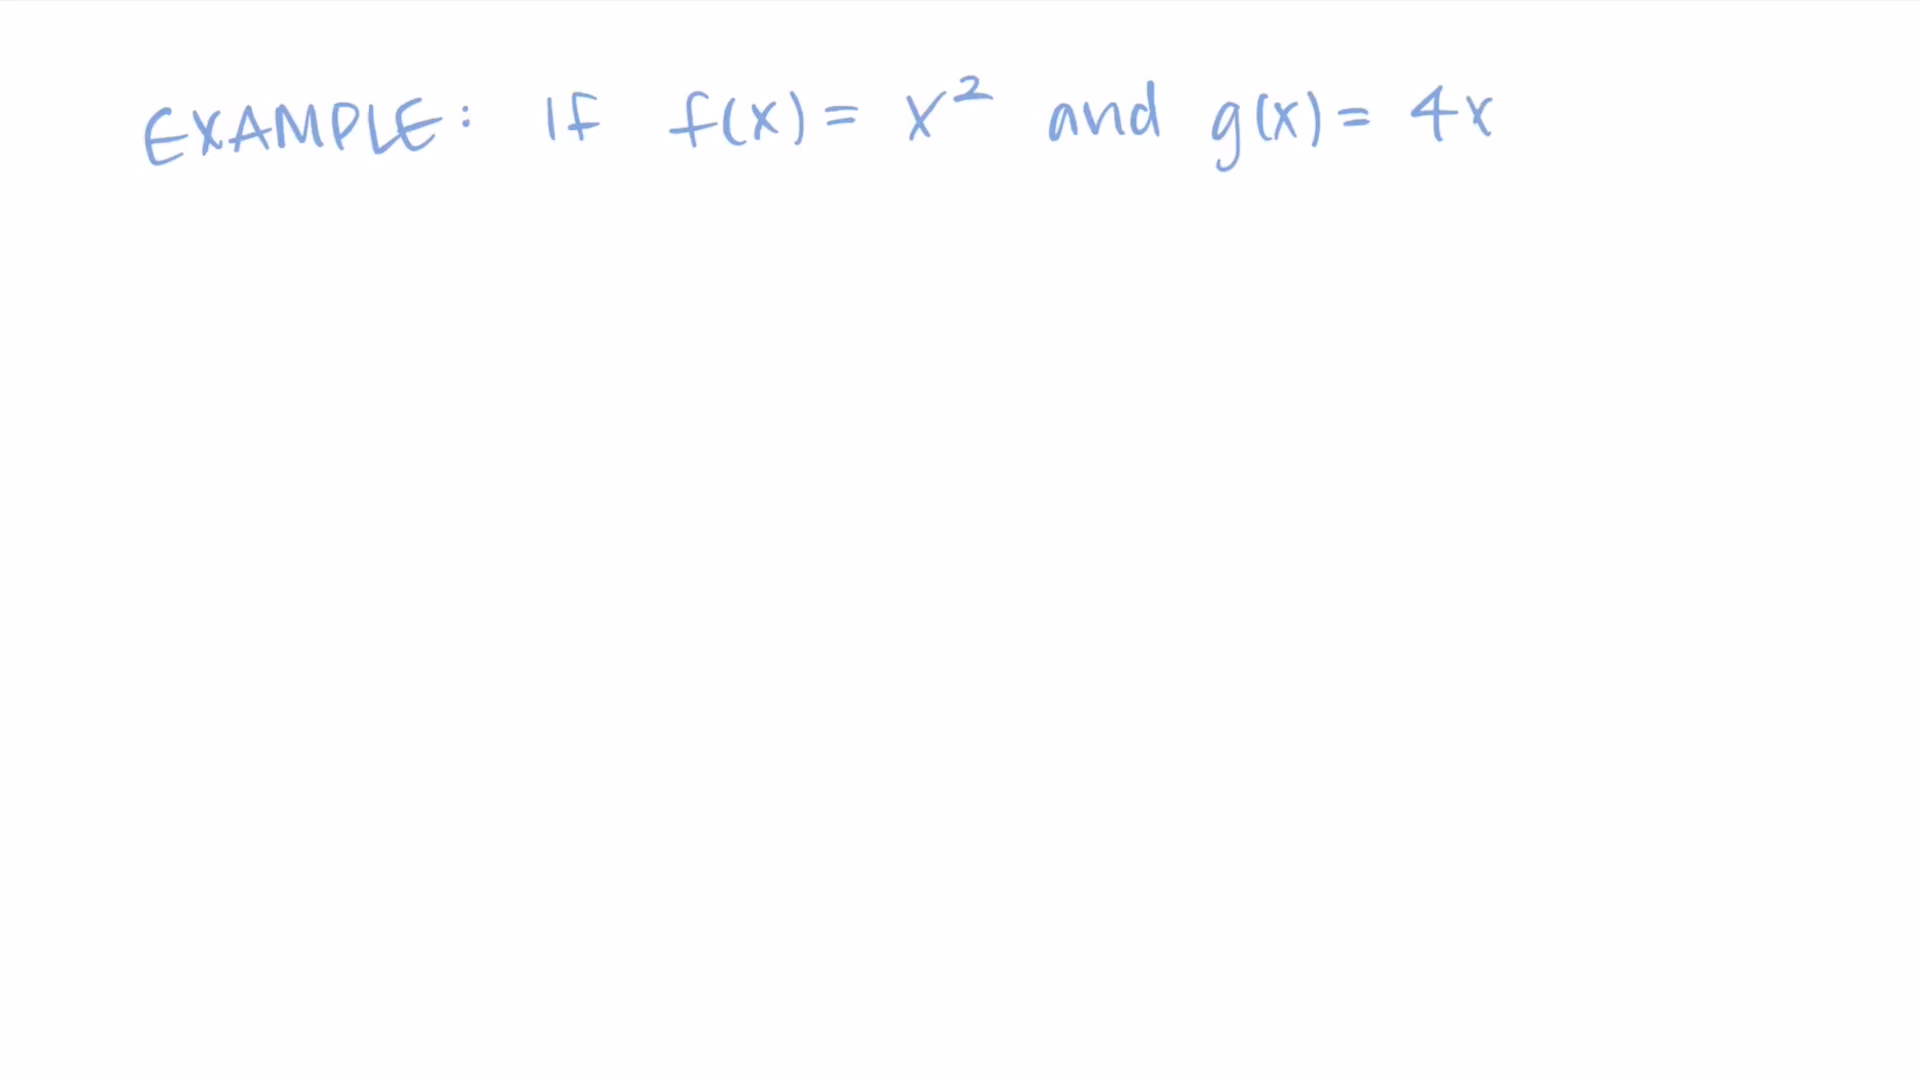 EXAMPLE: IF f(x) = x² and g(x) = 4x